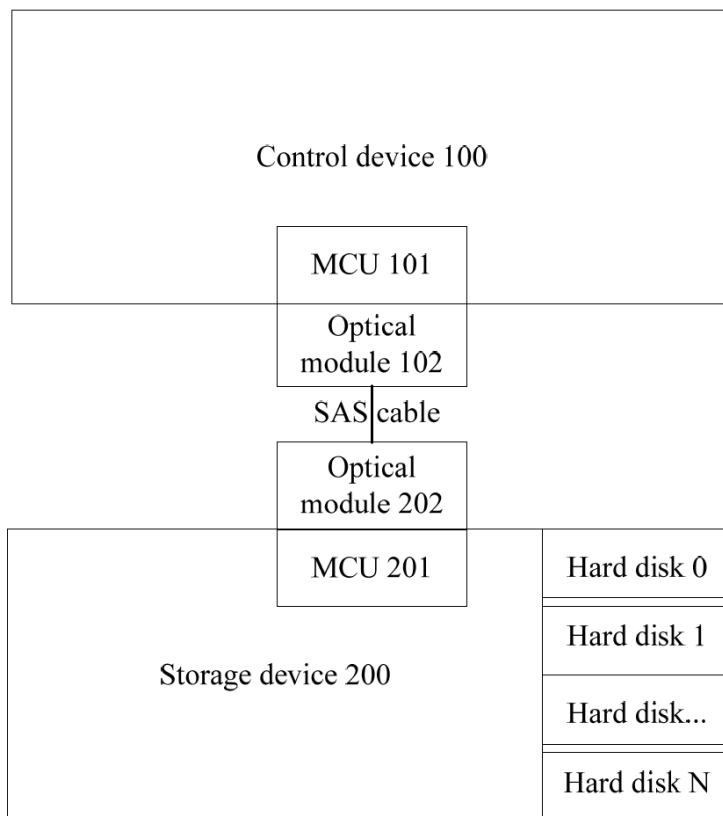 Control device 100
MCU 101
Optical
module 102
SAS cable
Optical
module 202
MCU 201
Hard disk 0
Hard disk 1
Storage device 200
Hard disk...
Hard disk N